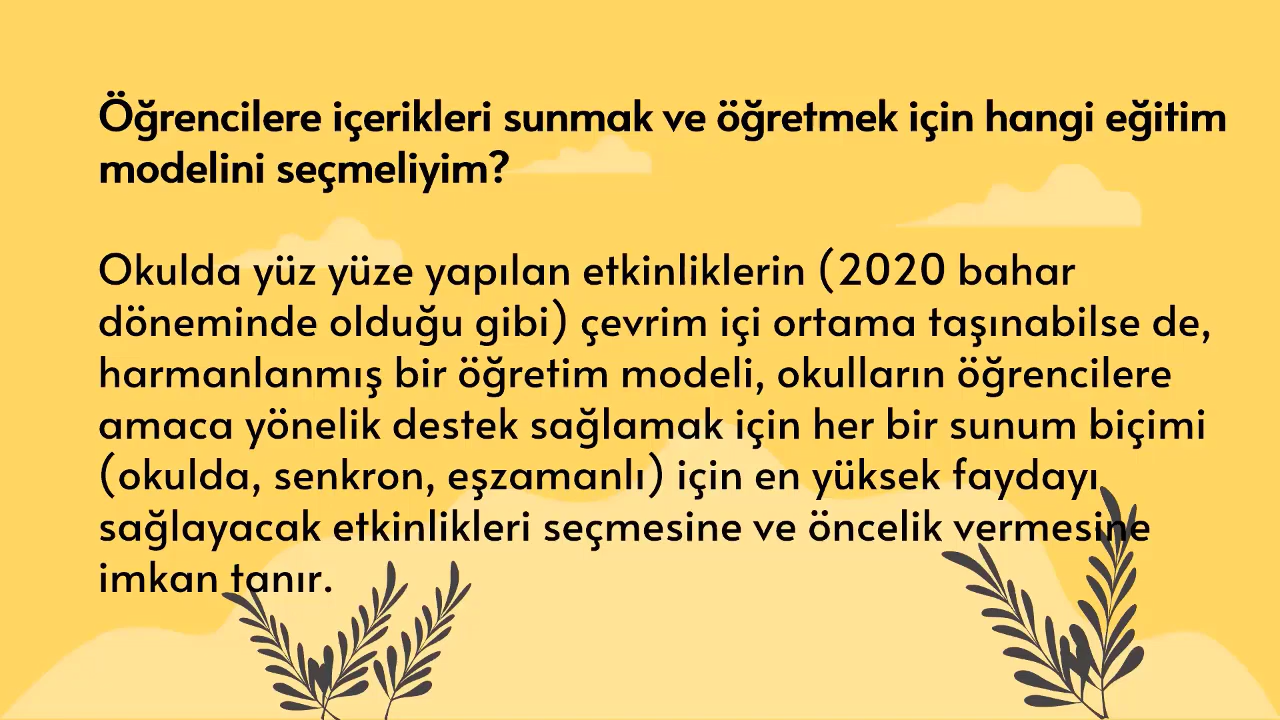 Öğrencilere içerikleri sunmak ve öğretmek için hangi eğitim
modelini seçmeliyim?
Okulda yüz yüze yapılan etkinliklerin (2020 bahar
döneminde olduğu gibi) çevrim içi ortama taşınabilse de,
harmanlanmış bir öğretim modeli, okulların öğrencilere
amaca yönelik destek sağlamak için her bir sunum biçimi
(okulda, senkron, eşzamanlı) için en yüksek faydayı
sağlayacak etkinlikleri seçmesine ve öncelik vermesine
imkan tanır.